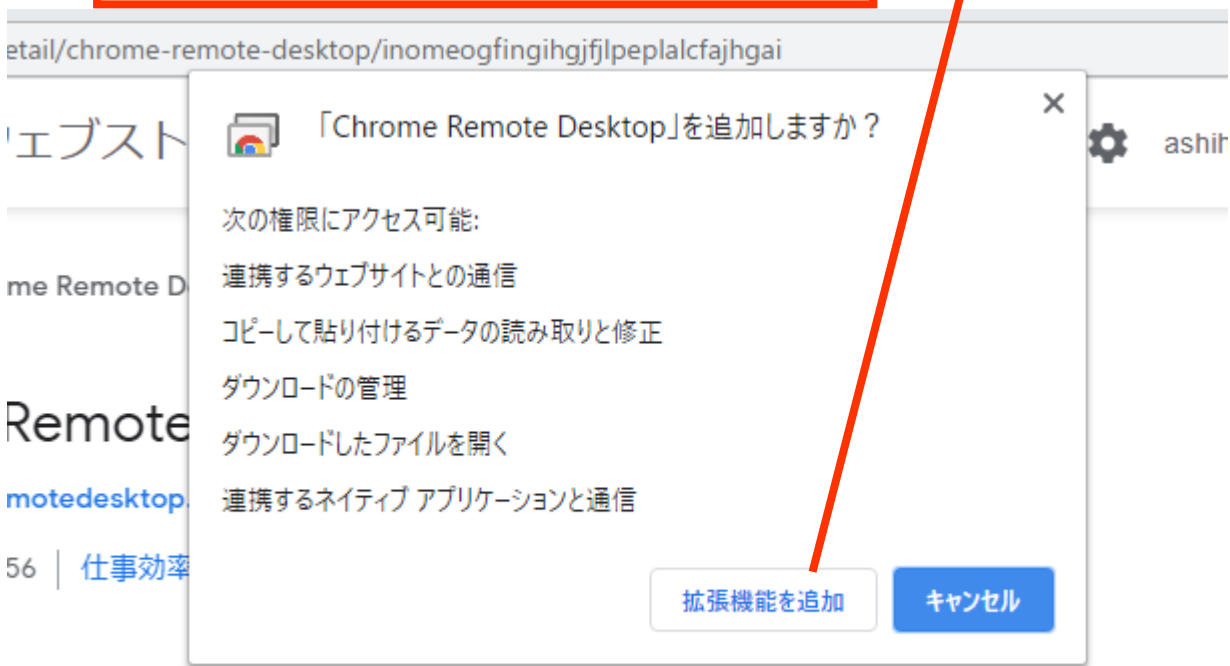 etail/chrome-remote-desktop/inomeogfingihgjfjlpeplalcfajhgai
「Chrome Remote Desktop」を追加しますか？
ェブスト
ashih
次の権限にアクセス可能:
連携するウェブサイトとの通信
me Remote D
コピーして貼り付けるデータの読み取りと修正
ダウンロードの管理
Remote
ダウンロードしたファイルを開く
motedesktop.
連携するネイティブ アプリケーションと通信
56 | 仕事効率
拡張機能を追加
キャンセル